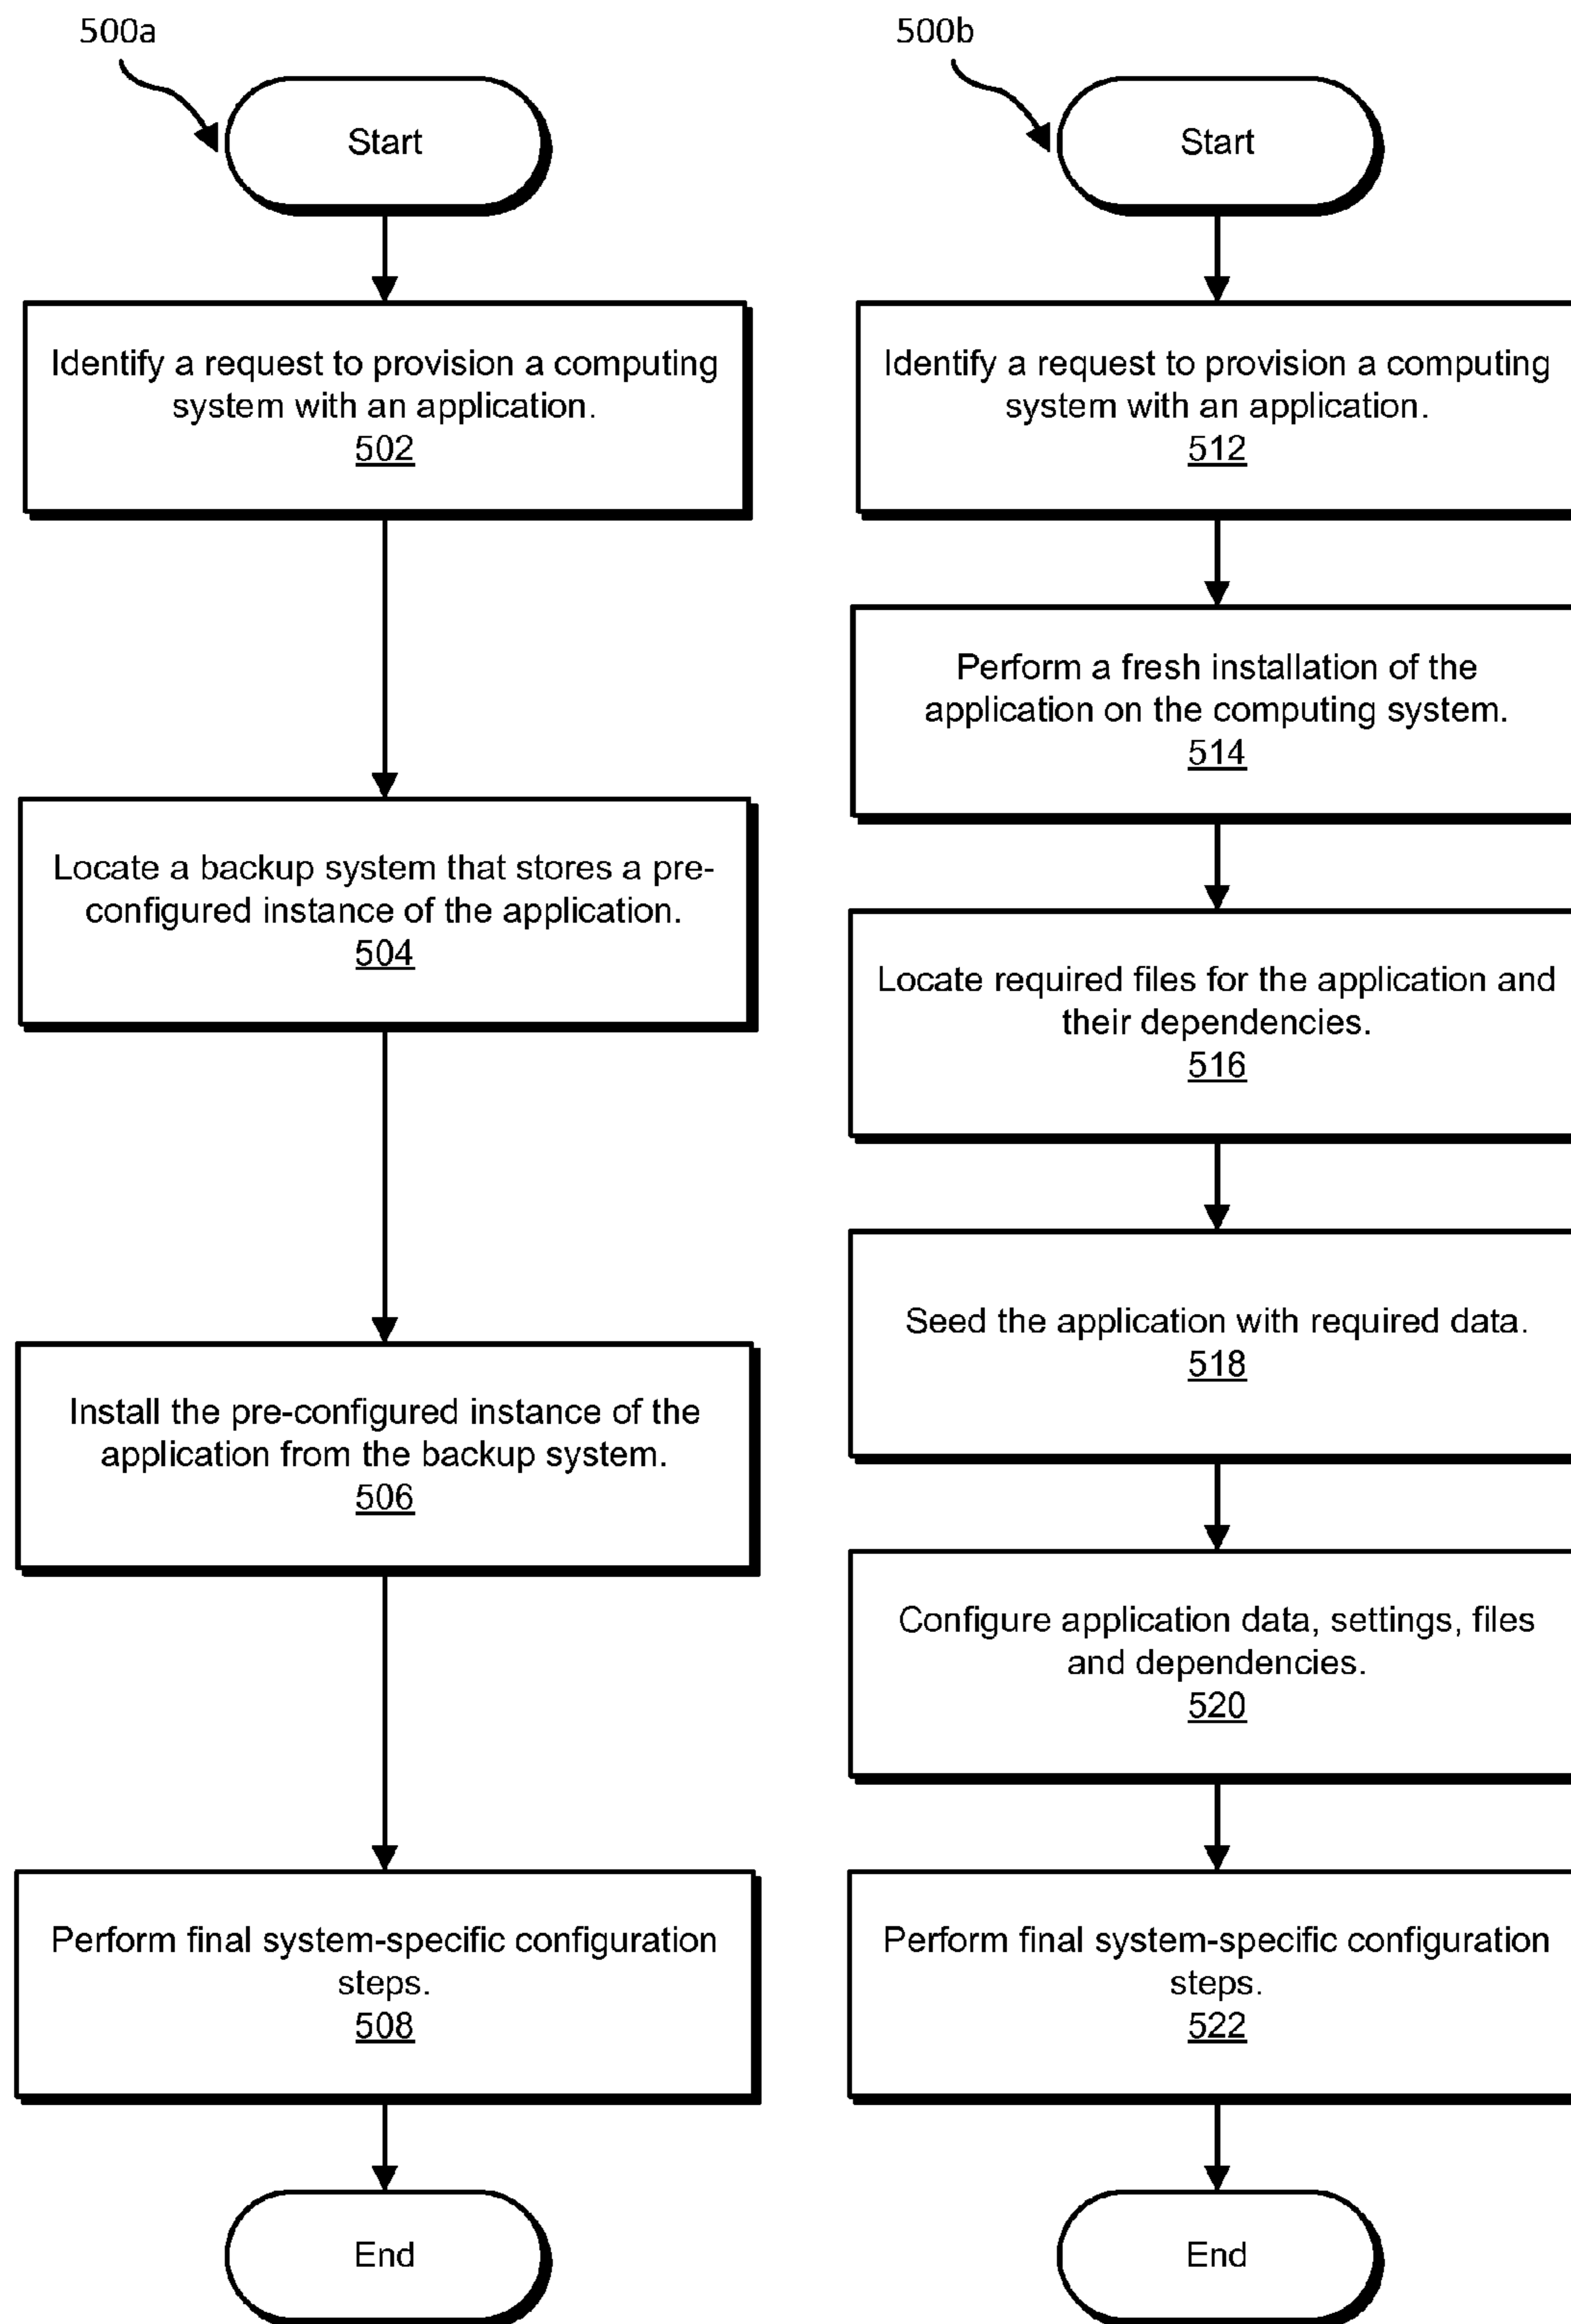 500a
Start
Identify a request to provision a computing
system with an application.
502
Locate a backup system that stores a pre-
configured instance of the application.
504
Install the pre-configured instance of the
application from the backup system.
506
Perform final system-specific configuration
steps.
508
End
500b
Start
Identify a request to provision a computing
system with an application.
512
Perform a fresh installation of the
application on the computing system.
514
Locate required files for the application and
their dependencies.
516
Seed the application with required data.
518
Configure application data, settings, files
and dependencies.
520
Perform final system-specific configuration
steps.
522
End